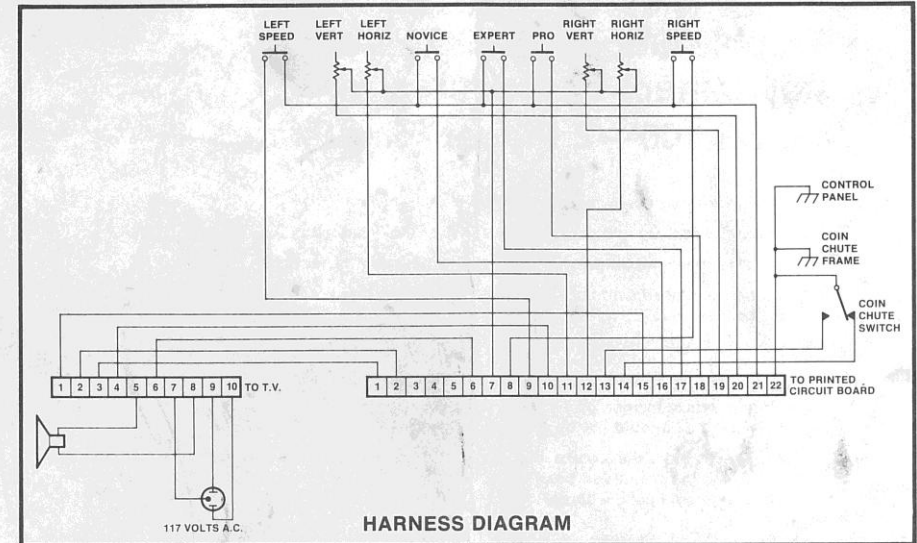 LEFT SPEED
LEFT VERT
LEFT HORIZ
NOVICE
EXPERT
PRO
RIGHT VERT
RIGHT HORIZ
RIGHT SPEED
CONTROL PANEL
COIN CHUTE FRAME
COIN CHUTE SWITCH
1 2 3 4 5 6 7 8 9 10 TO T.V.
1 2 3 4 5 6 7 8 9 10 11 12 13 14 15 16 17 18 19 20 21 22 TO PRINTED CIRCUIT BOARD
117 VOLTS A.C.
HARNESS DIAGRAM